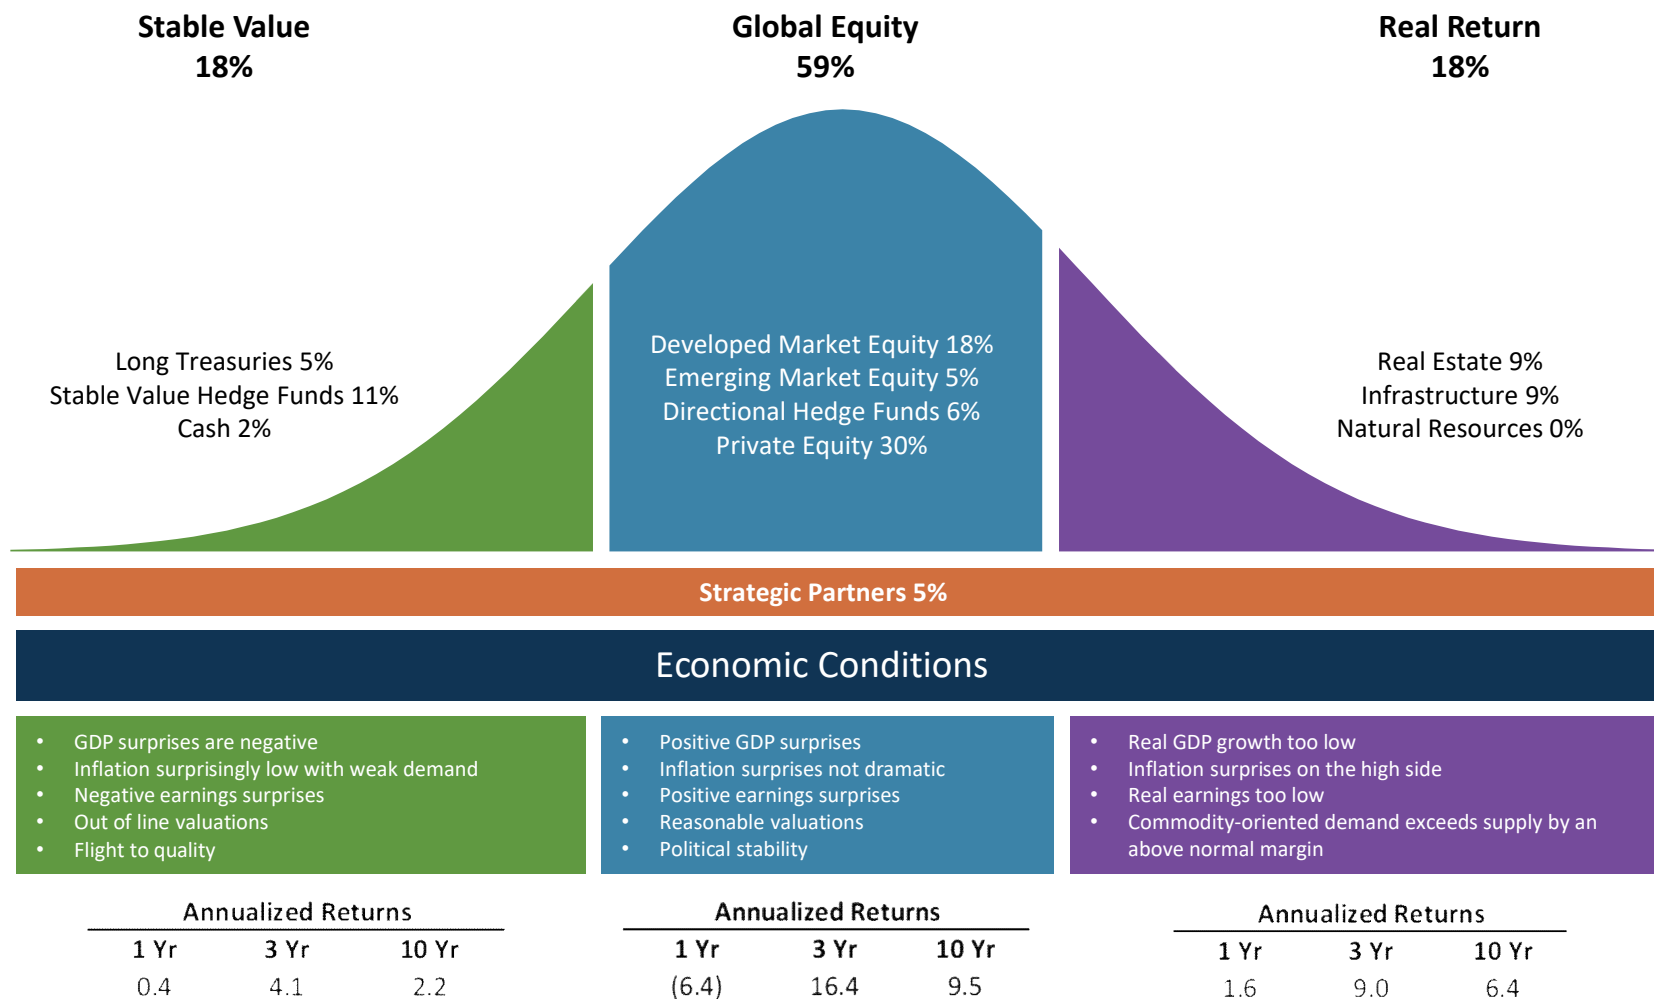 Stable Value
18%
Global Equity
59%
Real Return
18%
Long Treasuries 5%
Stable Value Hedge Funds 11%
Cash 2%
Developed Market Equity 18%
Emerging Market Equity 5%
Directional Hedge Funds 6%
Private Equity 30%
Real Estate 9%
Infrastructure 9%
Natural Resources 0%
Strategic Partners 5%
Economic Conditions
• GDP surprises are negative
• Inflation surprisingly low with weak demand
• Negative earnings surprises
• Out of line valuations
• Flight to quality
• Positive GDP surprises
• Inflation surprises not dramatic
• Positive earnings surprises
• Reasonable valuations
• Political stability
• Real GDP growth too low
• Inflation surprises on the high side
• Real earnings too low
• Commodity-oriented demand exceeds supply by an
above normal margin
Annualized Returns
1 Yr 3 Yr 10 Yr
0.4 4.1 2.2
Annualized Returns
1 Yr 3 Yr 10 Yr
(6.4) 16.4 9.5
Annualized Returns
1 Yr 3 Yr 10 Yr
1.6 9.0 6.4